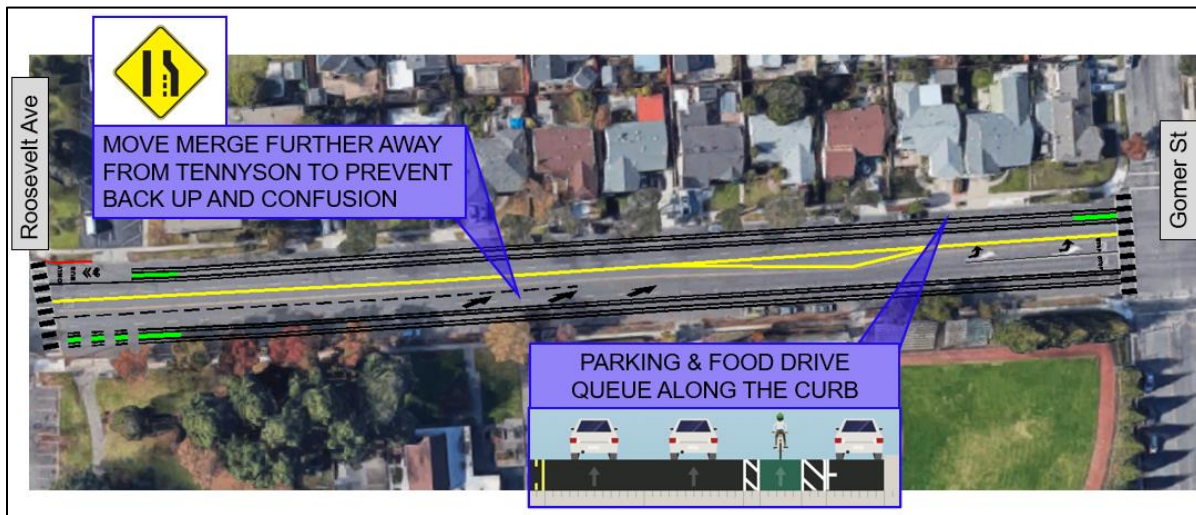 Roosevelt Ave
MOVE MERGE FURTHER AWAY
FROM TENNYSON TO PREVENT
BACK UP AND CONFUSION
Gomer St
PARKING & FOOD DRIVE
QUEUE ALONG THE CURB